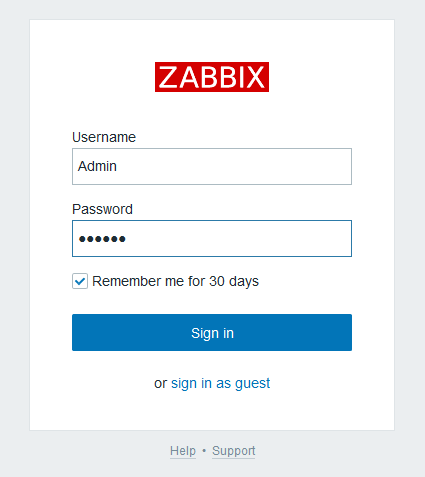 ZABBIX
Username
Admin
Password
●●●●●●
Remember me for 30 days
Sign in
or sign in as guest
Help • Support